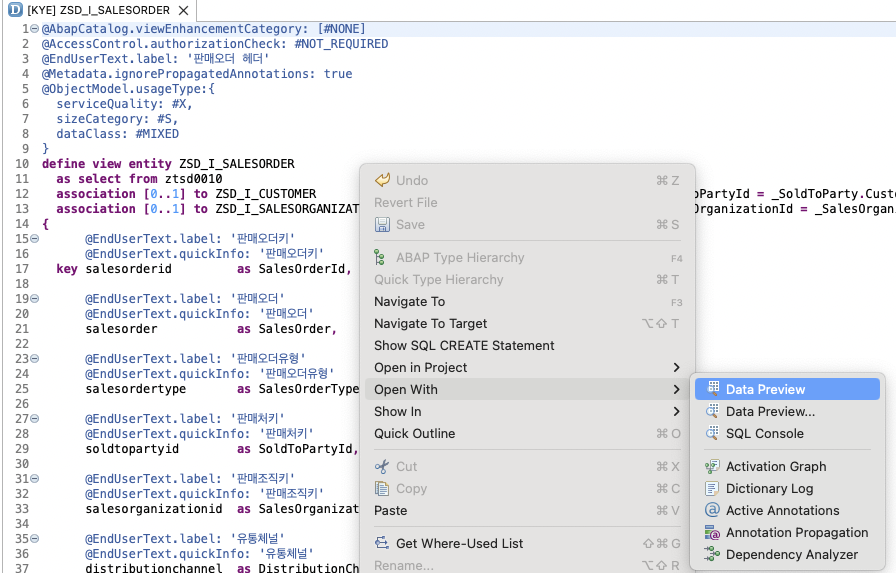 [KYE] ZSD_I_SALESORDER
1 @AbapCatalog.viewEnhancementCategory: [#NONE]
2 @AccessControl.authorizationCheck: #NOT_REQUIRED
3 @EndUserText.label: '판매오더 헤더'
4 @Metadata.ignorePropagatedAnnotations: true
5 @ObjectModel.usageType:{
6 serviceQuality: #X,
7 sizeCategory: #S,
8 dataClass: #MIXED
9 }
10 define view entity ZSD_I_SALESORDER
11 as select from ztsd0010
12 association [0..1] to ZSD_I_CUSTOMER
oPartyId = _SoldToParty.Custo
13 association [0..1] to ZSD_I_SALESORGANIZAT
OrganizationId = _SalesOrgan
14 {
15 @EndUserText.label: '판매오더키'
16 @EndUserText.quickInfo: '판매오더키'
17 key salesorderid as SalesOrderId,
18
19 @EndUserText.label: '판매오더'
20 @EndUserText.quickInfo: '판매오더'
21 salesorder as SalesOrder,
22
23 @EndUserText.label: '판매오더유형'
24 @EndUserText.quickInfo: '판매오더유형'
25 salesordertype as SalesOrderType
26
27 @EndUserText.label: '판매처키'
28 @EndUserText.quickInfo: '판매처키'
29 soldtopartyid as SoldToPartyId,
30
31 @EndUserText.label: '판매조직키'
32 @EndUserText.quickInfo: '판매조직키'
33 salesorganizationid as SalesOrganizat
34
35 @EndUserText.label: '유통체널'
36 @EndUserText.quickInfo: '유통체널'
37 distributionchannel as DistributionCh
Undo ⌘Z
Revert File
Save ⌘S
ABAP Type Hierarchy F4
Quick Type Hierarchy ⌘T
Navigate To F3
Navigate To Target ⌥⇧T
Show SQL CREATE Statement
Open in Project
Open With
Show In
Quick Outline ⌘O
Cut ⌘X
Copy ⌘C
Paste ⌘V
Get Where-Used List ⇧⌘G
Rename... ⌥⇧R
Data Preview
Data Preview...
SQL Console
Activation Graph
Dictionary Log
Active Annotations
Annotation Propagation
Dependency Analyzer